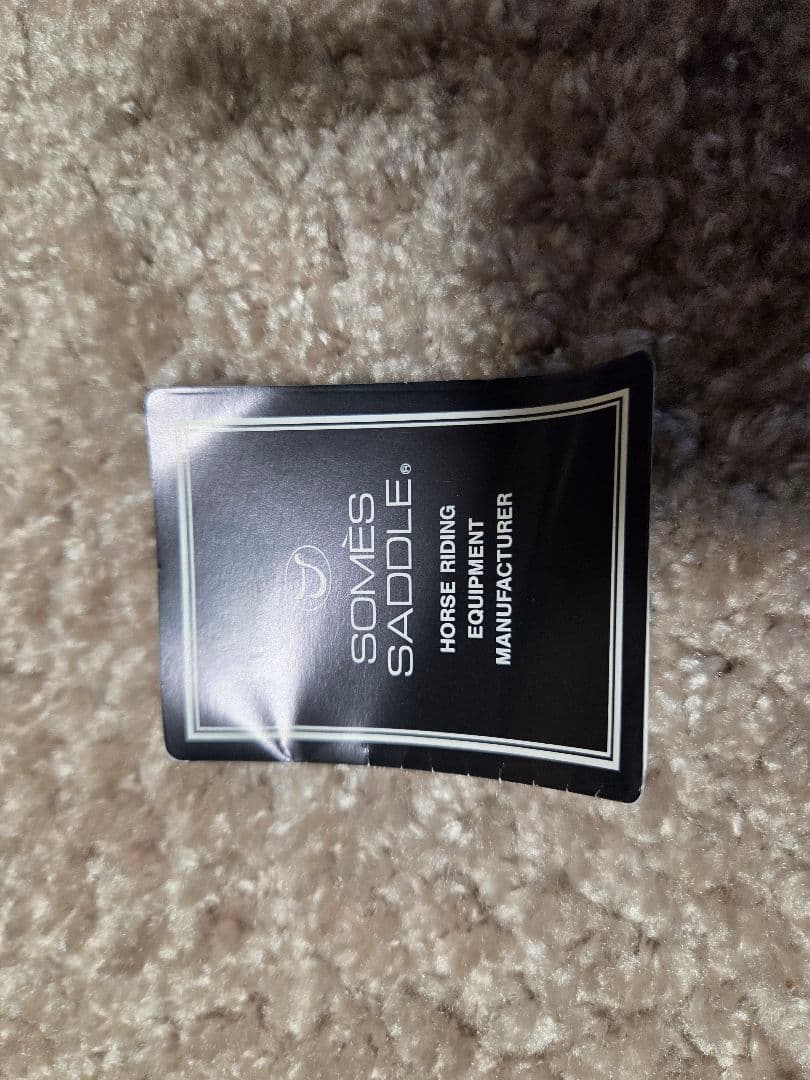 SOMÈS
SADDLE®
HORSE RIDING
EQUIPMENT
MANUFACTURER